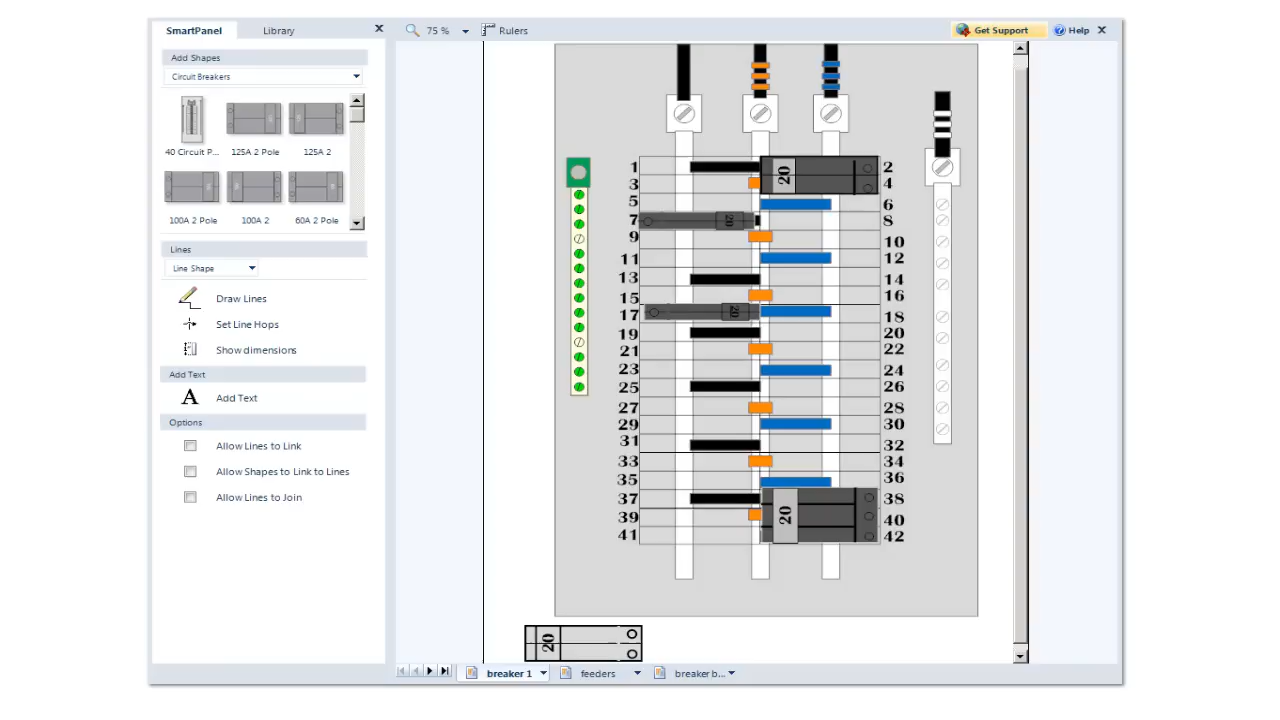 SmartPanel Library
75 % Rulers Get Support Help
Add Shapes
Circuit Breakers
40 Circuit P... 125A 2 Pole 125A 2
100A 2 Pole 100A 2 60A 2 Pole
Lines
Line Shape
Draw Lines
Set Line Hops
Show dimensions
Add Text
A Add Text
Options
Allow Lines to Link
Allow Shapes to Link to Lines
Allow Lines to Join
1 20 2
3 4
5 6
7 20 8
9 10
11 12
13 14
15 16
17 20 18
19 20
21 22
23 24
25 26
27 28
29 30
31 32
33 34
35 36
37 38
39 20 40
41 42
20
breaker 1 feeders breaker b...